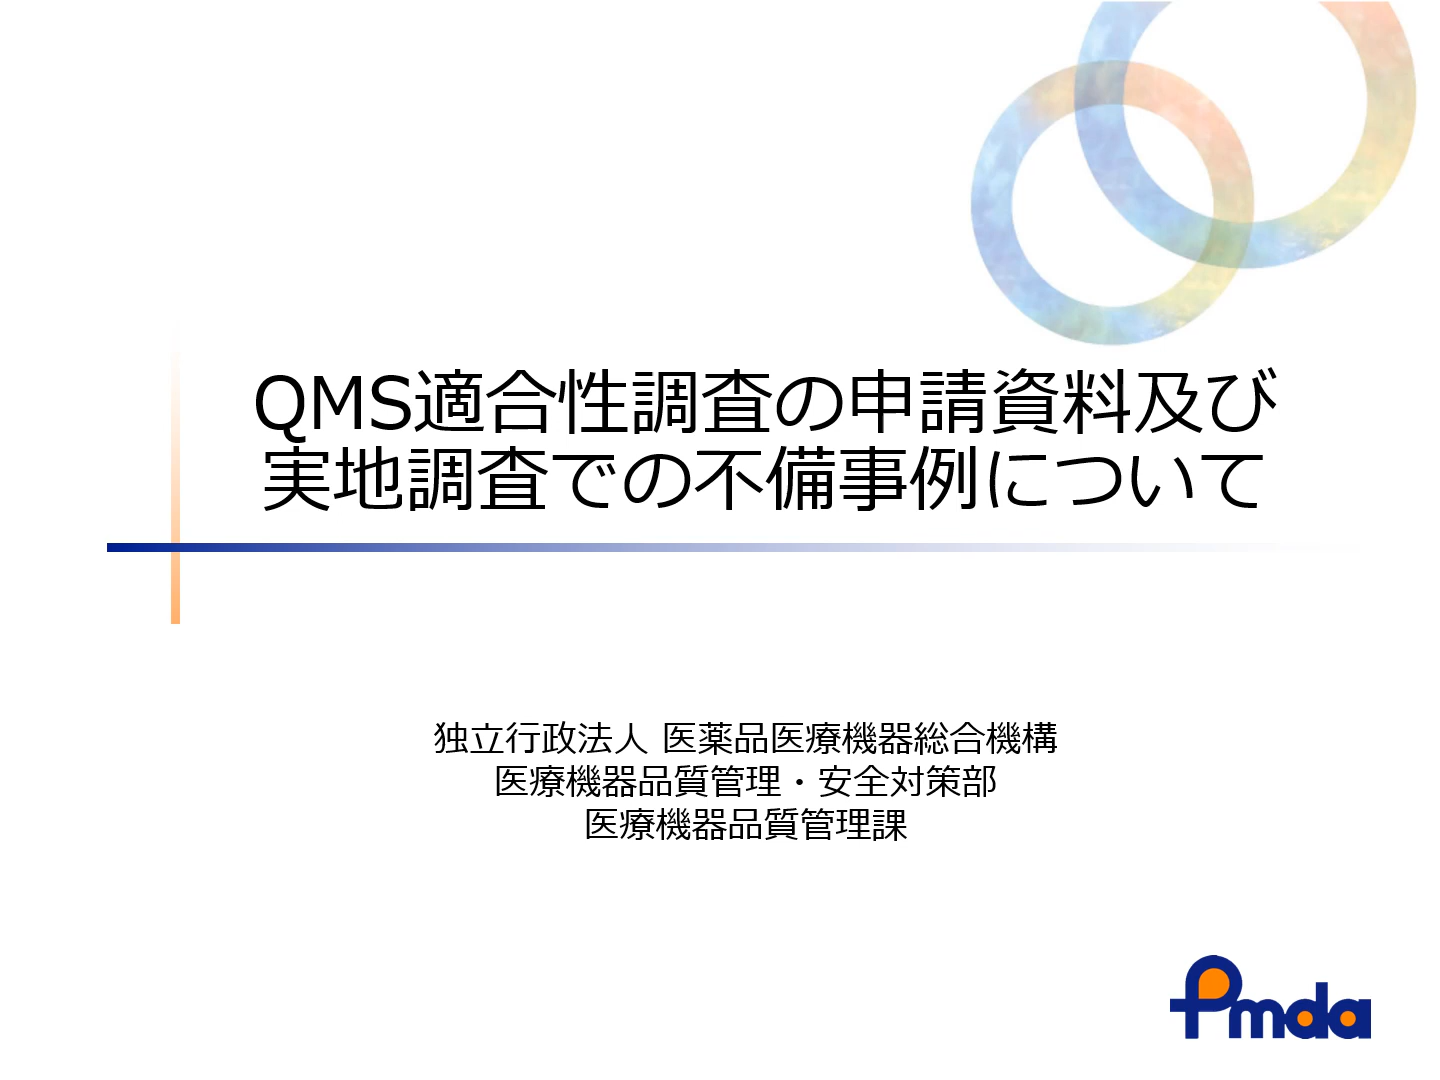 QMS適合性調査の申請資料及び
実地調査での不備事例について
独立行政法人 医薬品医療機器総合機構
医療機器品質管理・安全対策部
医療機器品質管理課
Pmda